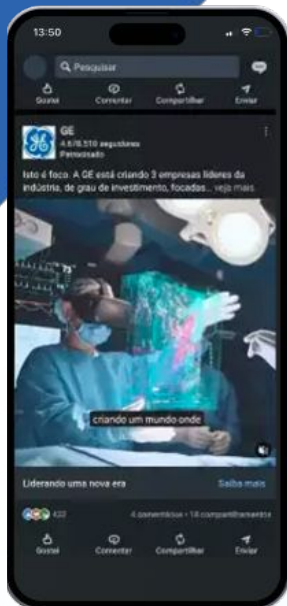 13:50
Pesquisar
Gostei Comentar Compartilhar Enviar
GE
4.678.510 seguidores
Patrocinado
Isto é foco. A GE está criando 3 empresas líderes da
indústria, de grau de investimento, focadas... veja mais
criando um mundo onde
Liderando uma nova era Saiba mais
432 4 comentários • 18 compartilhamentos
Gostei Comentar Compartilhar Enviar